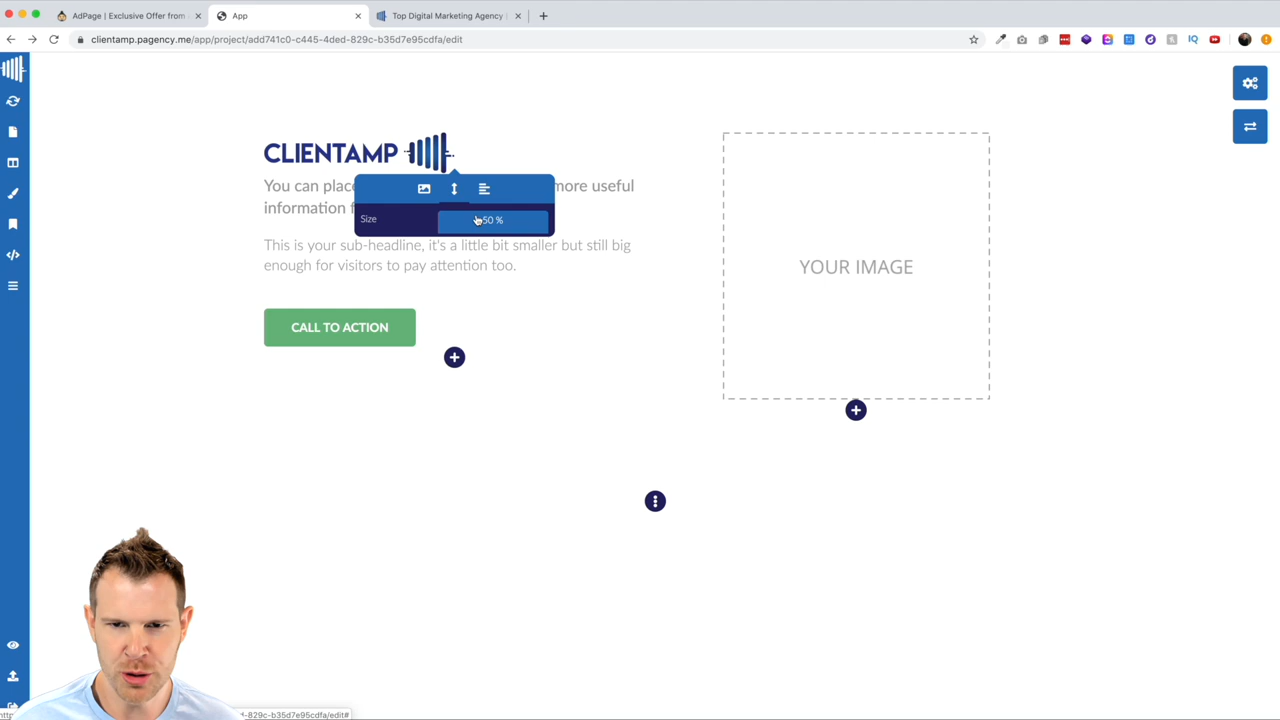 AdPage | Exclusive Offer from
App
Top Digital Marketing Agency |
clientamp.pagency.me/app/project/add741c0-c445-4ded-829c-b35d7e95cdfa/edit
IQ
CLIENTAMP
You can plac
more useful
information f
Size
50 %
This is your sub-headline, it's a little bit smaller but still big
enough for visitors to pay attention too.
CALL TO ACTION
YOUR IMAGE
d-829c-b35d7e95cdfa/edit#